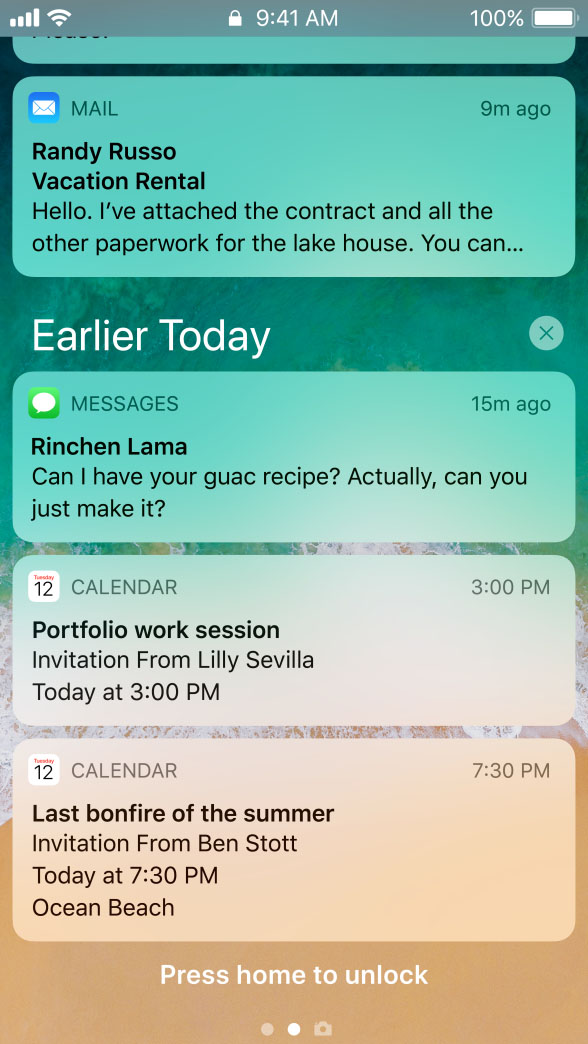 9:41 AM 100%
MAIL 9m ago
Randy Russo
Vacation Rental
Hello. I’ve attached the contract and all the
other paperwork for the lake house. You can...
Earlier Today
MESSAGES 15m ago
Rinchen Lama
Can I have your guac recipe? Actually, can you
just make it?
Tuesday
12 CALENDAR 3:00 PM
Portfolio work session
Invitation From Lilly Sevilla
Today at 3:00 PM
Tuesday
12 CALENDAR 7:30 PM
Last bonfire of the summer
Invitation From Ben Stott
Today at 7:30 PM
Ocean Beach
Press home to unlock